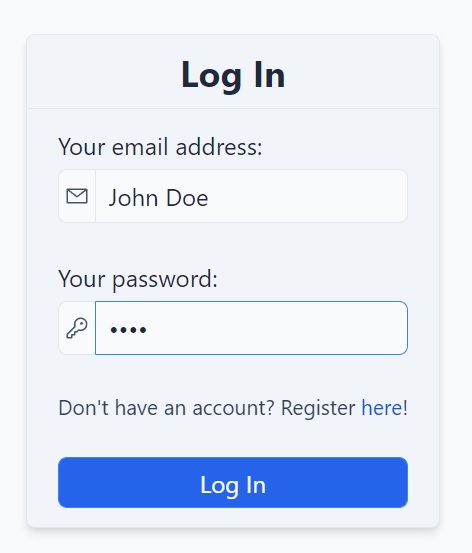 Log In
Your email address:
John Doe
Your password:
••••
Don't have an account? Register here!
Log In